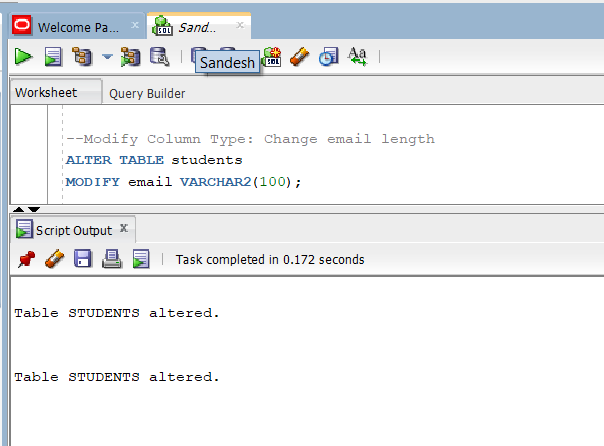 Welcome Pa...
Sand...
Sandesh
Aa
Worksheet
Query Builder
--Modify Column Type: Change email length
ALTER TABLE students
MODIFY email VARCHAR2(100);
Script Output
Task completed in 0.172 seconds
Table STUDENTS altered.
Table STUDENTS altered.